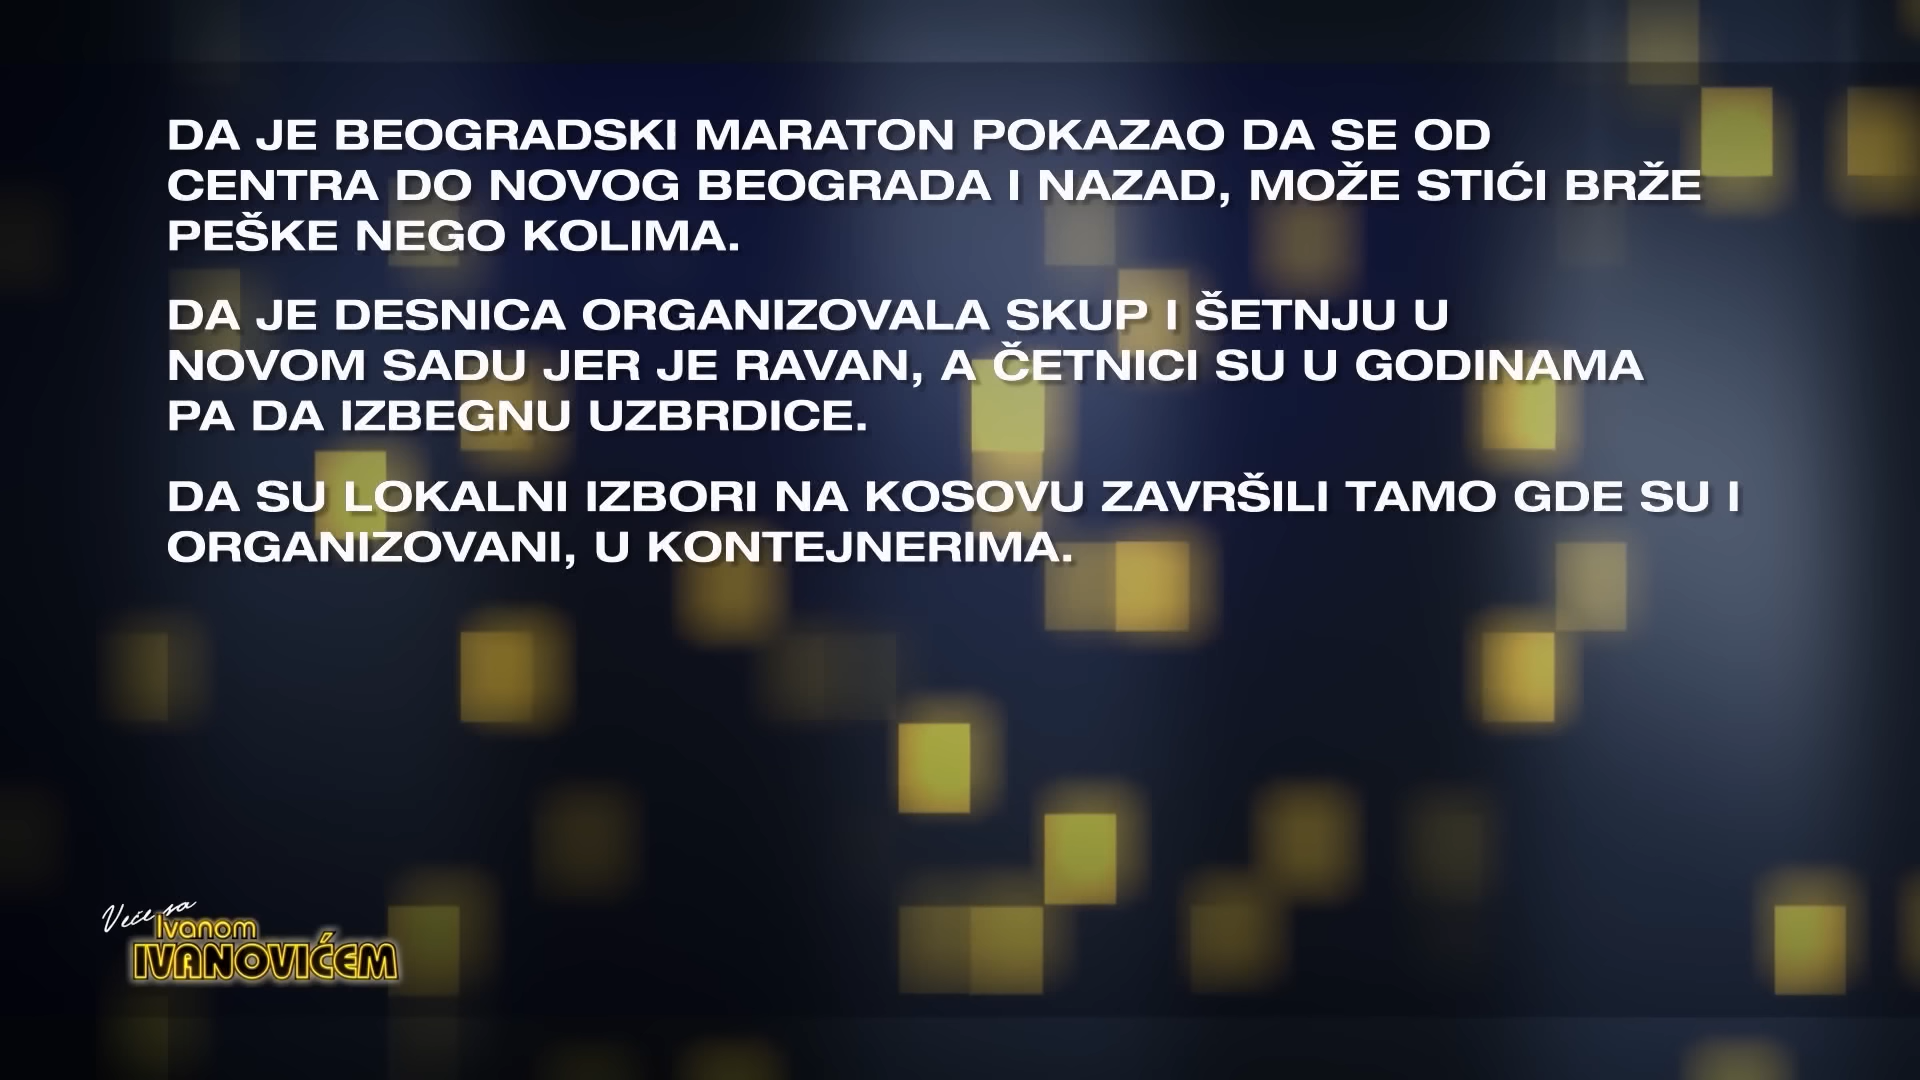 DA JE BEOGRADSKI MARATON POKAZAO DA SE OD
CENTRA DO NOVOG BEOGRADA I NAZAD, MOŽE STIĆI BRŽE
PEŠKE NEGO KOLIMA.
DA JE DESNICA ORGANIZOVALA SKUP I ŠETNJU U
NOVOM SADU JER JE RAVAN, A ČETNICI SU U GODINAMA
PA DA IZBEGNU UZBRDICE.
DA SU LOKALNI IZBORI NA KOSOVU ZAVRŠILI TAMO GDE SU I
ORGANIZOVANI, U KONTEJNERIMA.
Veče sa
Ivanom
IVANOVIĆEM